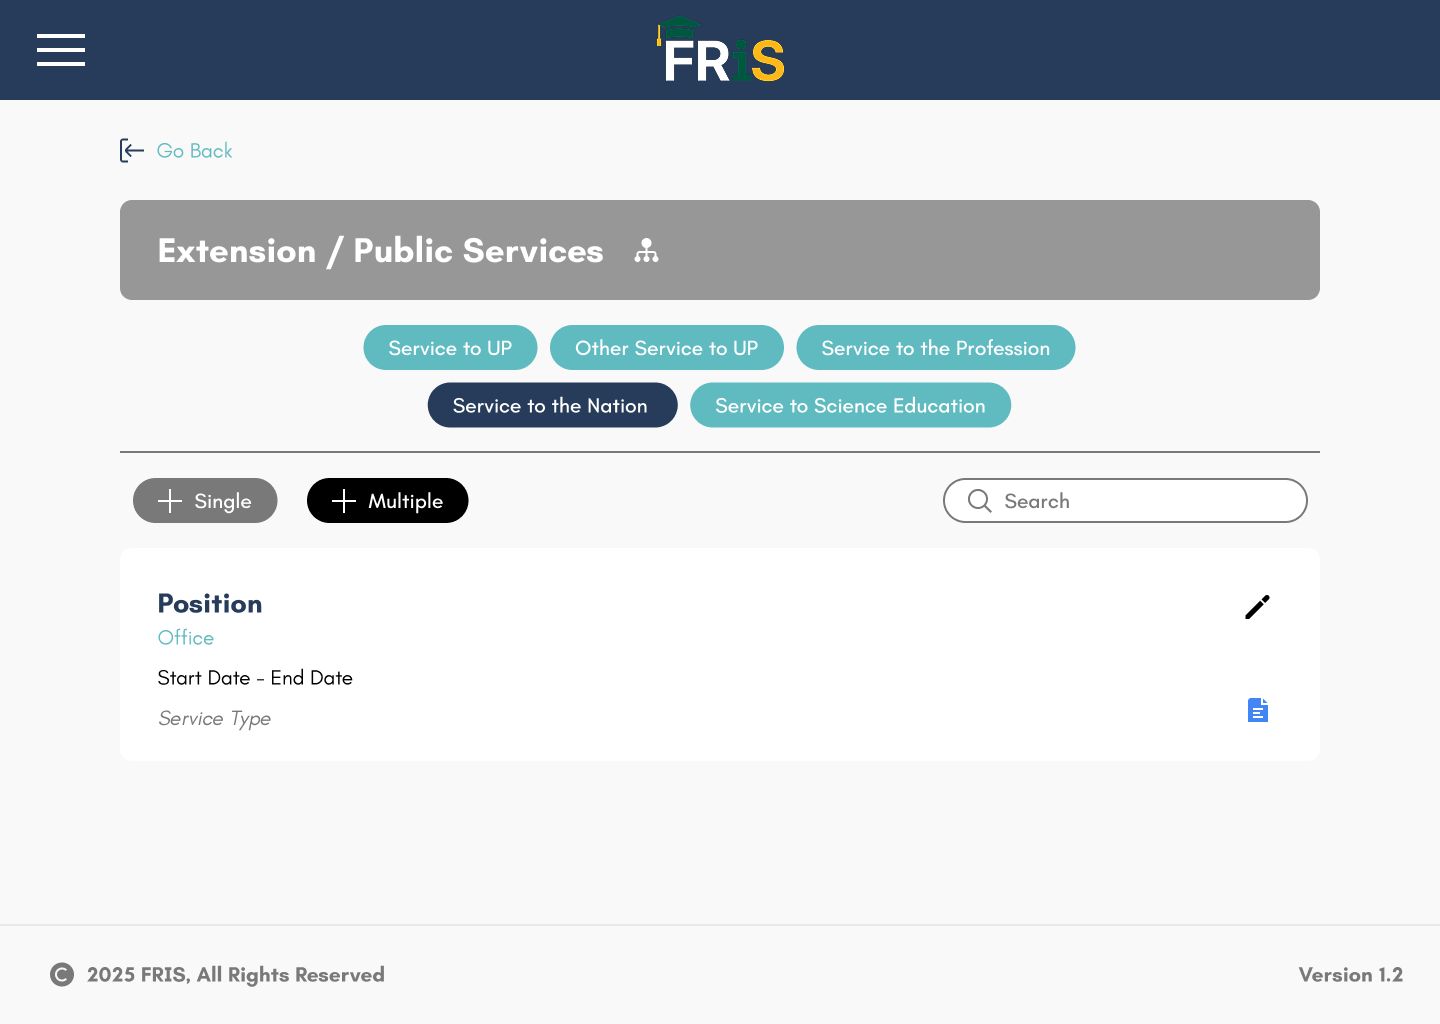 FRiS
Go Back
Extension / Public Services
Service to UP
Other Service to UP
Service to the Profession
Service to the Nation
Service to Science Education
Single
Multiple
Search
Position
Office
Start Date - End Date
Service Type
© 2025 FRIS, All Rights Reserved
Version 1.2